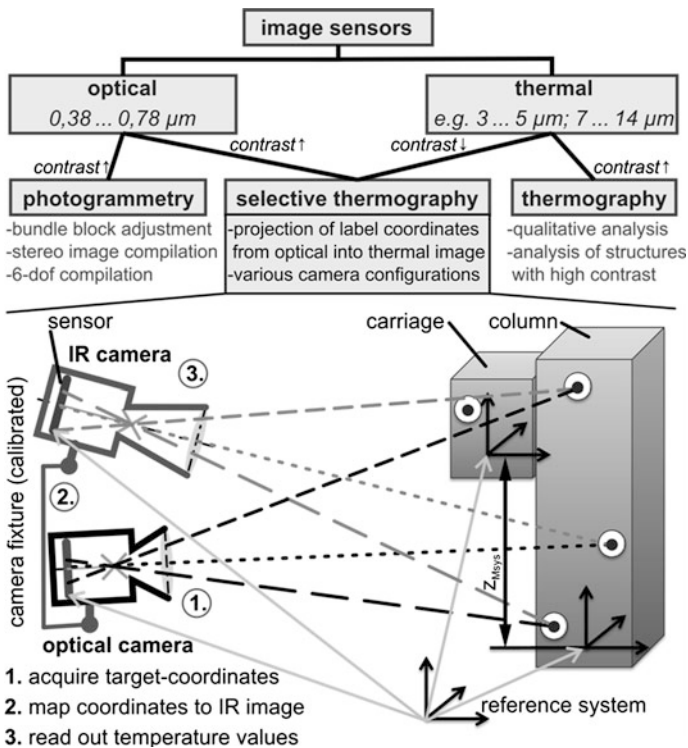 image sensors
optical
0,38 ... 0,78 µm
thermal
e.g. 3 ... 5 µm; 7 ... 14 µm
contrast↑
contrast↑
contrast↓
contrast↑
photogrammetry
-bundle block adjustment
-stereo image compilation
-6-dof compilation
selective thermography
-projection of label coordinates
from optical into thermal image
-various camera configurations
thermography
-qualitative analysis
-analysis of structures
with high contrast
sensor
IR camera
3.
carriage
column
camera fixture (calibrated)
2.
1.
optical camera
zMsys
reference system
1. acquire target-coordinates
2. map coordinates to IR image
3. read out temperature values